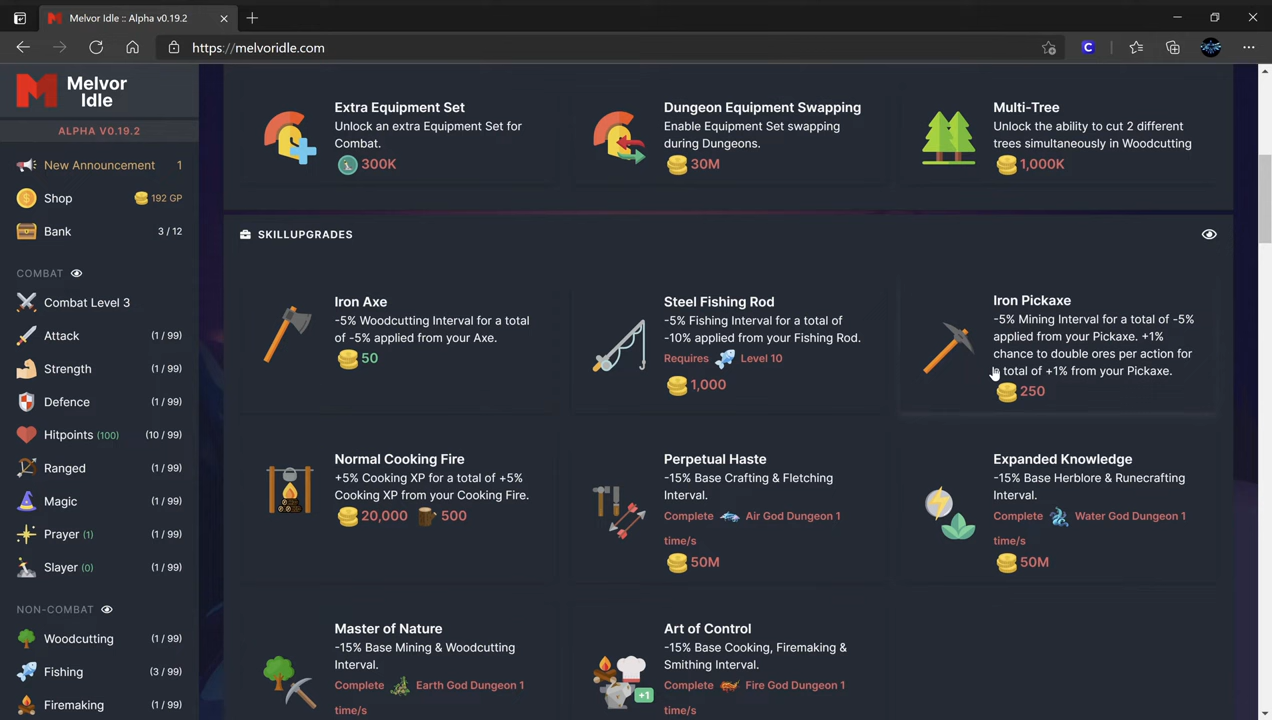 Melvor Idle :: Alpha v0.19.2
https://melvoridle.com
Melvor
Idle
ALPHA V0.19.2
New Announcement 1
Shop 192 GP
Bank 3 / 12
COMBAT
Combat Level 3
Attack (1 / 99)
Strength (1 / 99)
Defence (1 / 99)
Hitpoints (100) (10 / 99)
Ranged (1 / 99)
Magic (1 / 99)
Prayer (1) (1 / 99)
Slayer (0) (1 / 99)
NON-COMBAT
Woodcutting (1 / 99)
Fishing (3 / 99)
Firemaking (1 / 99)
Extra Equipment Set
Unlock an extra Equipment Set for
Combat.
300K
Dungeon Equipment Swapping
Enable Equipment Set swapping
during Dungeons.
30M
Multi-Tree
Unlock the ability to cut 2 different
trees simultaneously in Woodcutting
1,000K
SKILLUPGRADES
Iron Axe
-5% Woodcutting Interval for a total
of -5% applied from your Axe.
50
Steel Fishing Rod
-5% Fishing Interval for a total of
-10% applied from your Fishing Rod.
Requires Level 10
1,000
Iron Pickaxe
-5% Mining Interval for a total of -5%
applied from your Pickaxe. +1%
chance to double ores per action for
a total of +1% from your Pickaxe.
250
Normal Cooking Fire
+5% Cooking XP for a total of +5%
Cooking XP from your Cooking Fire.
20,000 500
Perpetual Haste
-15% Base Crafting & Fletching
Interval.
Complete Air God Dungeon 1
time/s
50M
Expanded Knowledge
-15% Base Herblore & Runecrafting
Interval.
Complete Water God Dungeon 1
time/s
50M
Master of Nature
-15% Base Mining & Woodcutting
Interval.
Complete Earth God Dungeon 1
time/s
Art of Control
-15% Base Cooking, Firemaking &
Smithing Interval.
+1
Complete Fire God Dungeon 1
time/s